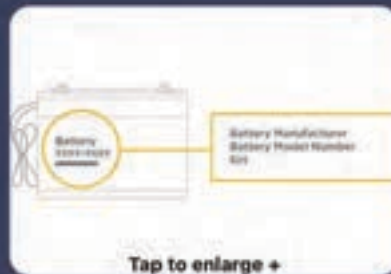 Battery
Battery Manufacturer
Battery Model Number
Tap to enlarge +